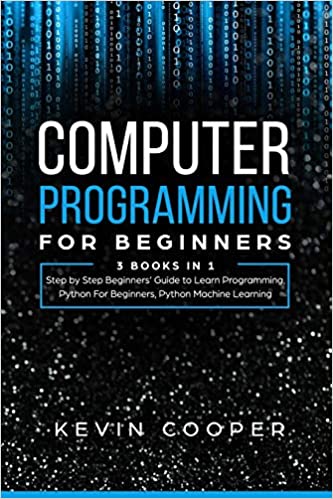 COMPUTER
PROGRAMMING
FOR BEGINNERS
3 BOOKS IN 1
Step by Step Beginners' Guide to Learn Programming,
Python For Beginners, Python Machine Learning
KEVIN COOPER